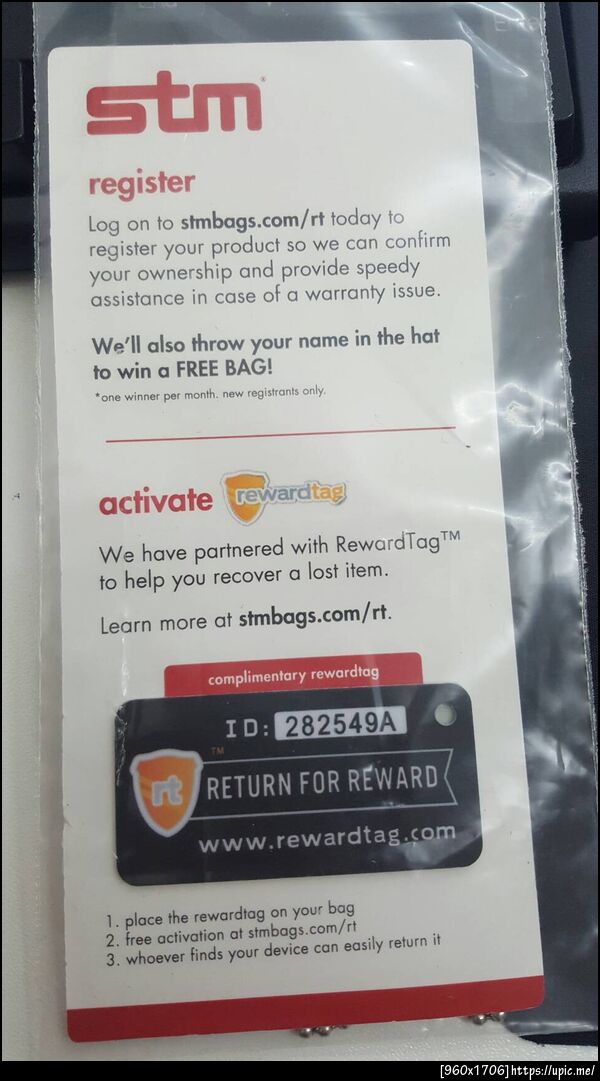 stm
register
Log on to stmbags.com/rt today to
register your product so we can confirm
your ownership and provide speedy
assistance in case of a warranty issue.
We'll also throw your name in the hat
to win a FREE BAG!
*one winner per month. new registrants only.
activate rewardtag
We have partnered with RewardTag™
to help you recover a lost item.
Learn more at stmbags.com/rt.
complimentary rewardtag
ID: 282549A
rt ™ RETURN FOR REWARD
www.rewardtag.com
1. place the rewardtag on your bag
2. free activation at stmbags.com/rt
3. whoever finds your device can easily return it
[960x1706]https://upic.me/